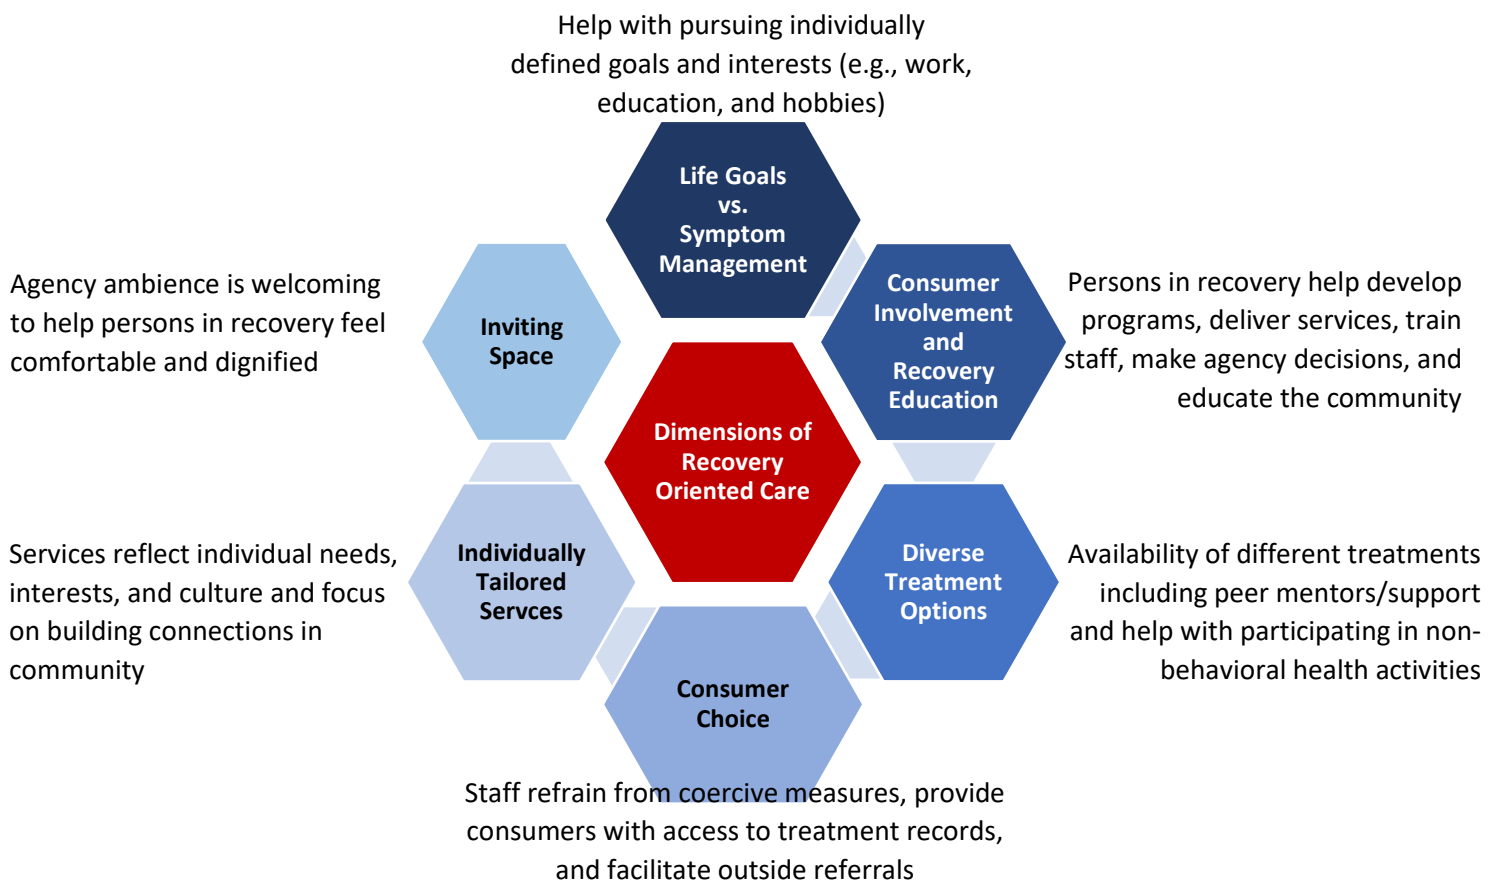 Help with pursuing individually
defined goals and interests (e.g., work,
education, and hobbies)
Life Goals
vs.
Symptom
Management
Consumer
Involvement
and
Recovery
Education
Persons in recovery help develop
programs, deliver services, train
staff, make agency decisions, and
educate the community
Agency ambience is welcoming
to help persons in recovery feel
comfortable and dignified
Inviting
Space
Dimensions of
Recovery
Oriented Care
Services reflect individual needs,
interests, and culture and focus
on building connections in
community
Individually
Tailored
Servces
Diverse
Treatment
Options
Availability of different treatments
including peer mentors/support
and help with participating in non-
behavioral health activities
Consumer
Choice
Staff refrain from coercive measures, provide
consumers with access to treatment records,
and facilitate outside referrals